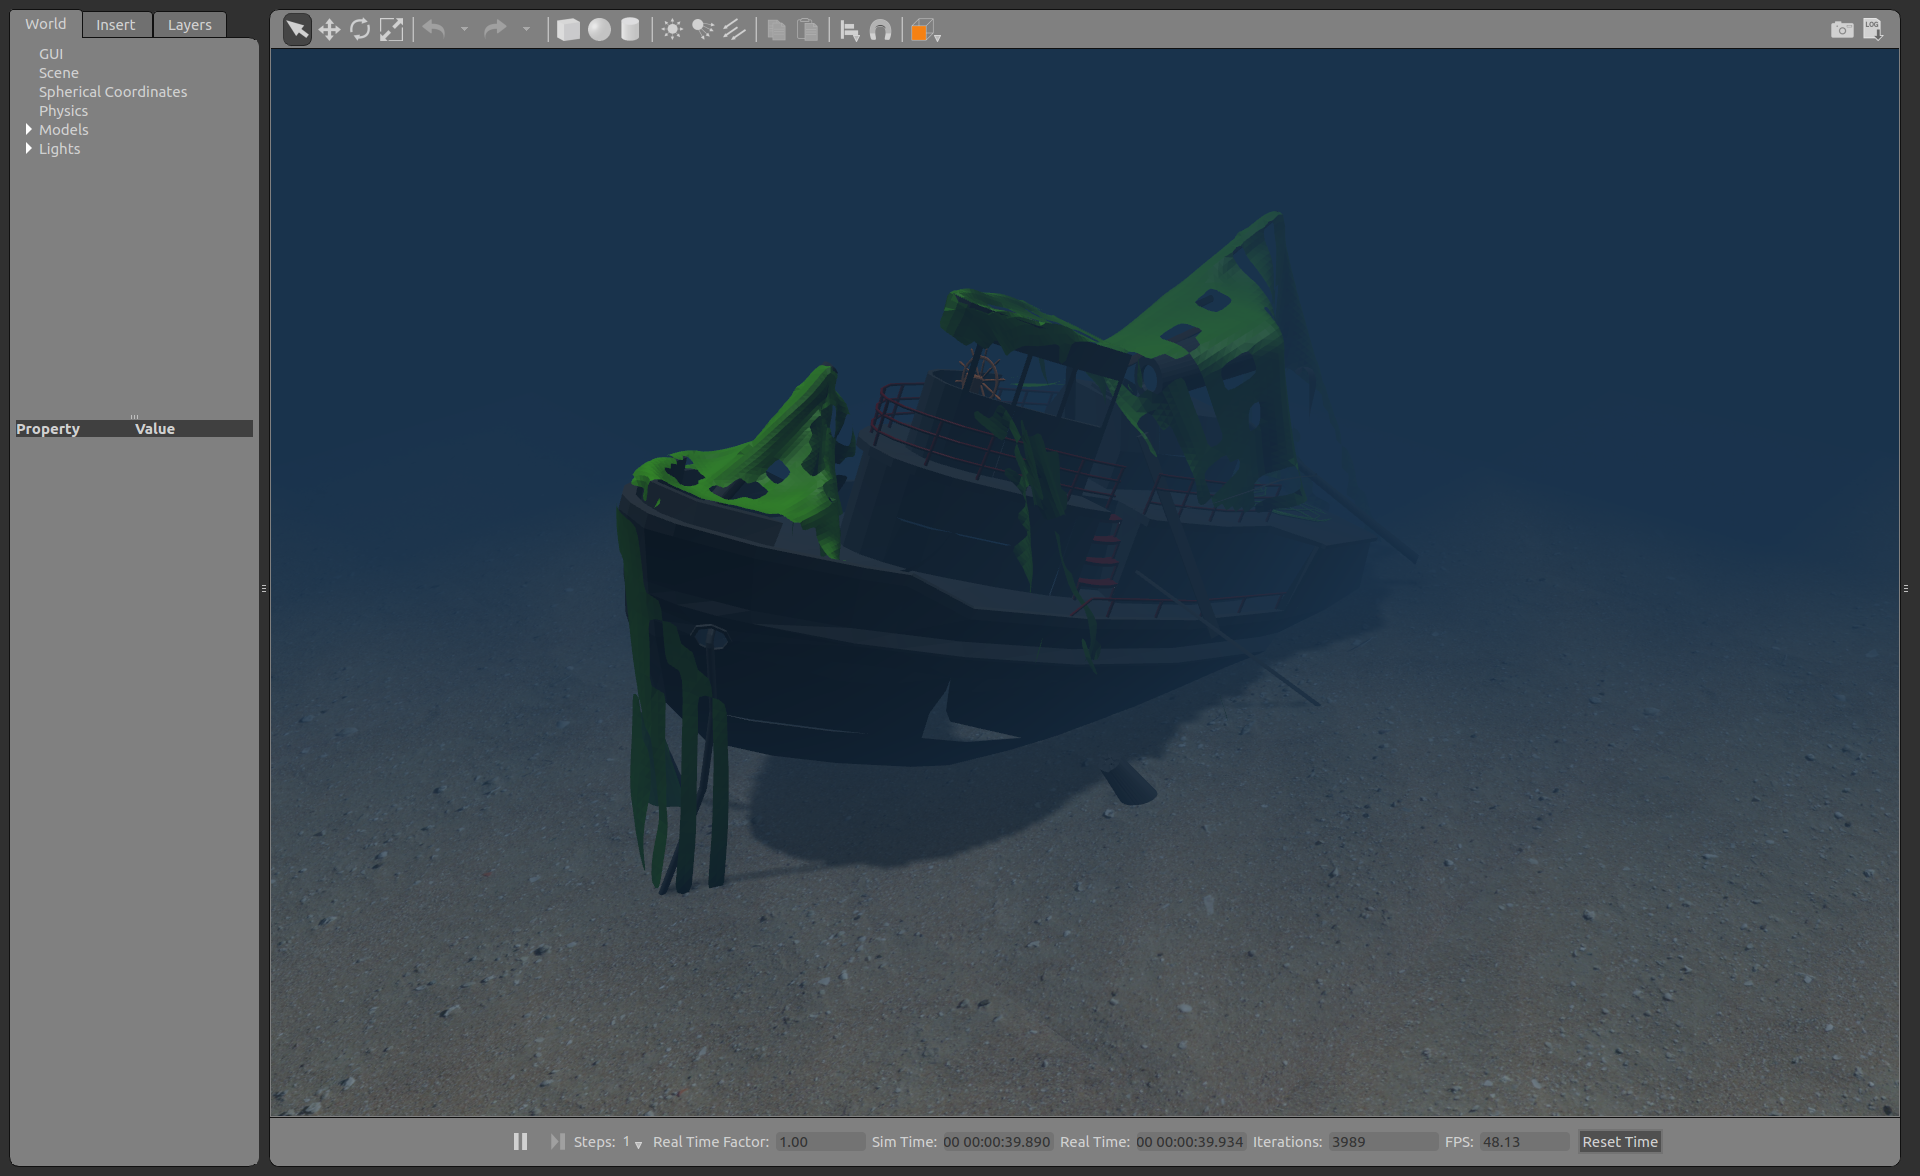 World Insert Layers
GUI
Scene
Spherical Coordinates
Physics
Models
Lights
Property Value
LOG
Steps: 1 Real Time Factor: 1.00 Sim Time: 00 00:00:39.890 Real Time: 00 00:00:39.934 Iterations: 3989 FPS: 48.13 Reset Time